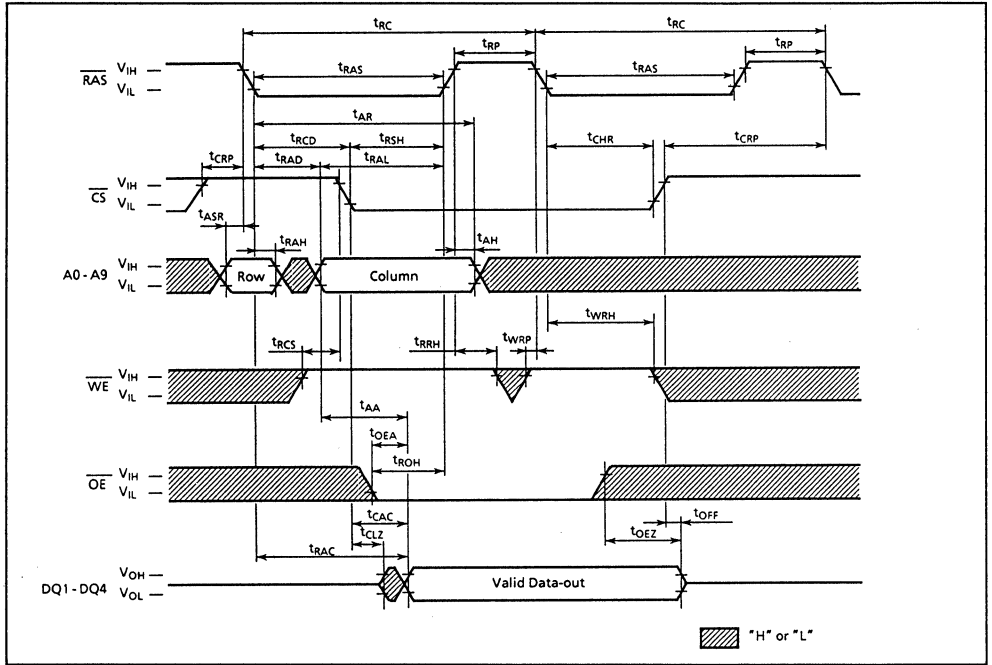 tRC tRC
tRP tRP
RAS VIH
VIL
tRAS tRAS
tAR
tRCD tRSH tCHR tCRP
tCRP tRAD tRAL
CS VIH
VIL
tASR tRAH tAH
A0 - A9 VIH
VIL
Row Column
tWRH
tRCS tRRH tWRP
WE VIH
VIL
tAA
tOEA
tROH
OE VIH
VIL
tCAC tOFF
tCLZ tOEZ
tRAC
DQ1 - DQ4 VOH
VOL
Valid Data-out
"H" or "L"